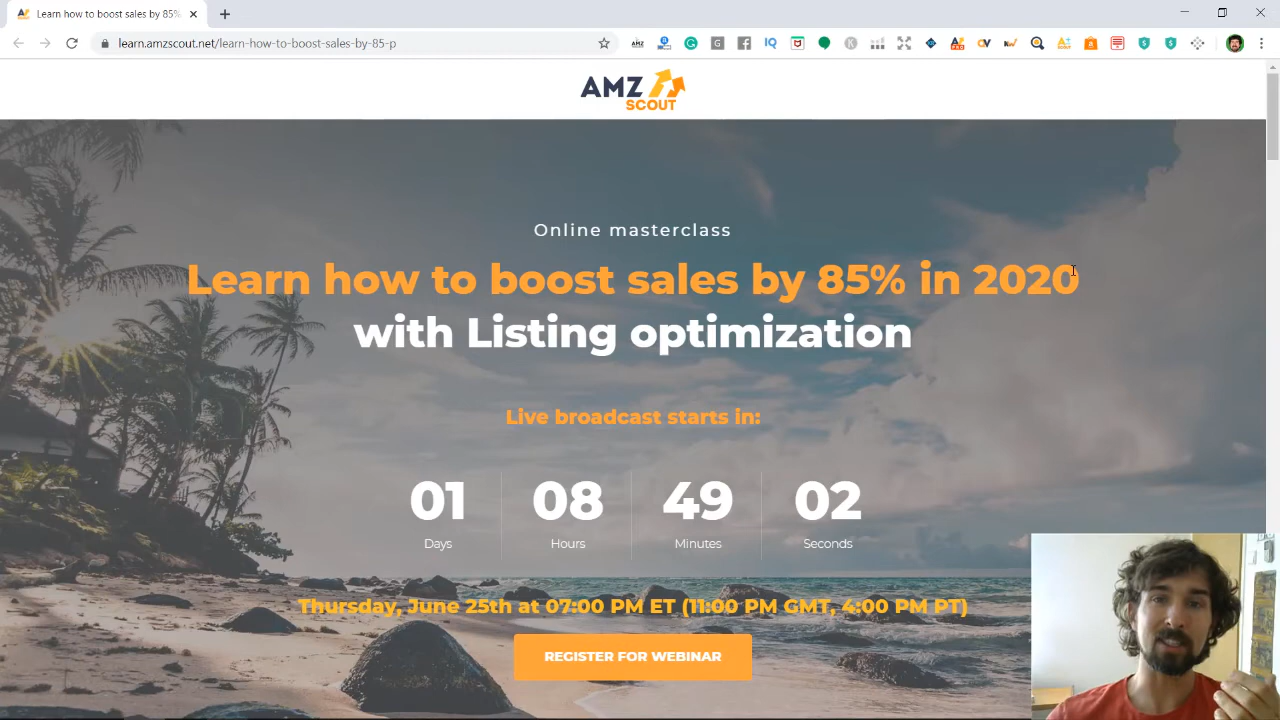 Learn how to boost sales by 85%
learn.amzscout.net/learn-how-to-boost-sales-by-85-p
AMZ
SCOUT
Online masterclass
Learn how to boost sales by 85% in 2020
with Listing optimization
Live broadcast starts in:
01 08 49 02
Days Hours Minutes Seconds
Thursday, June 25th at 07:00 PM ET (11:00 PM GMT, 4:00 PM PT)
REGISTER FOR WEBINAR